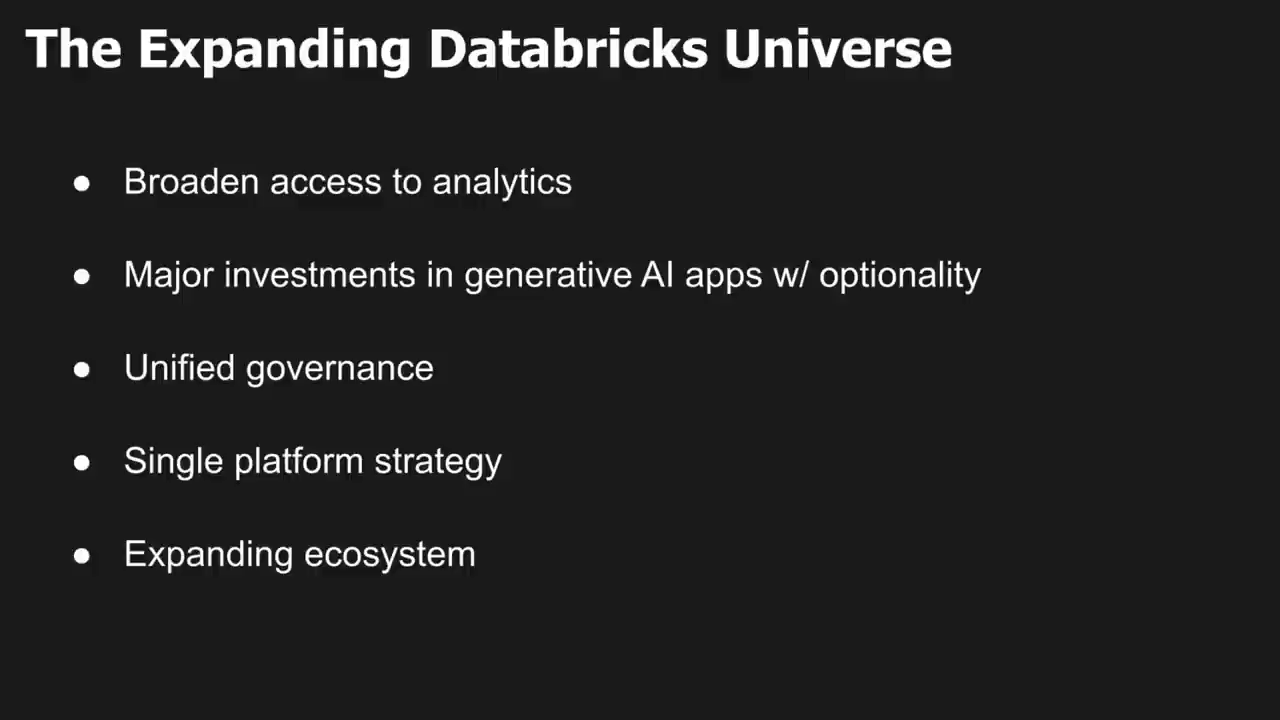 The Expanding Databricks Universe
● Broaden access to analytics
● Major investments in generative AI apps w/ optionality
● Unified governance
● Single platform strategy
● Expanding ecosystem